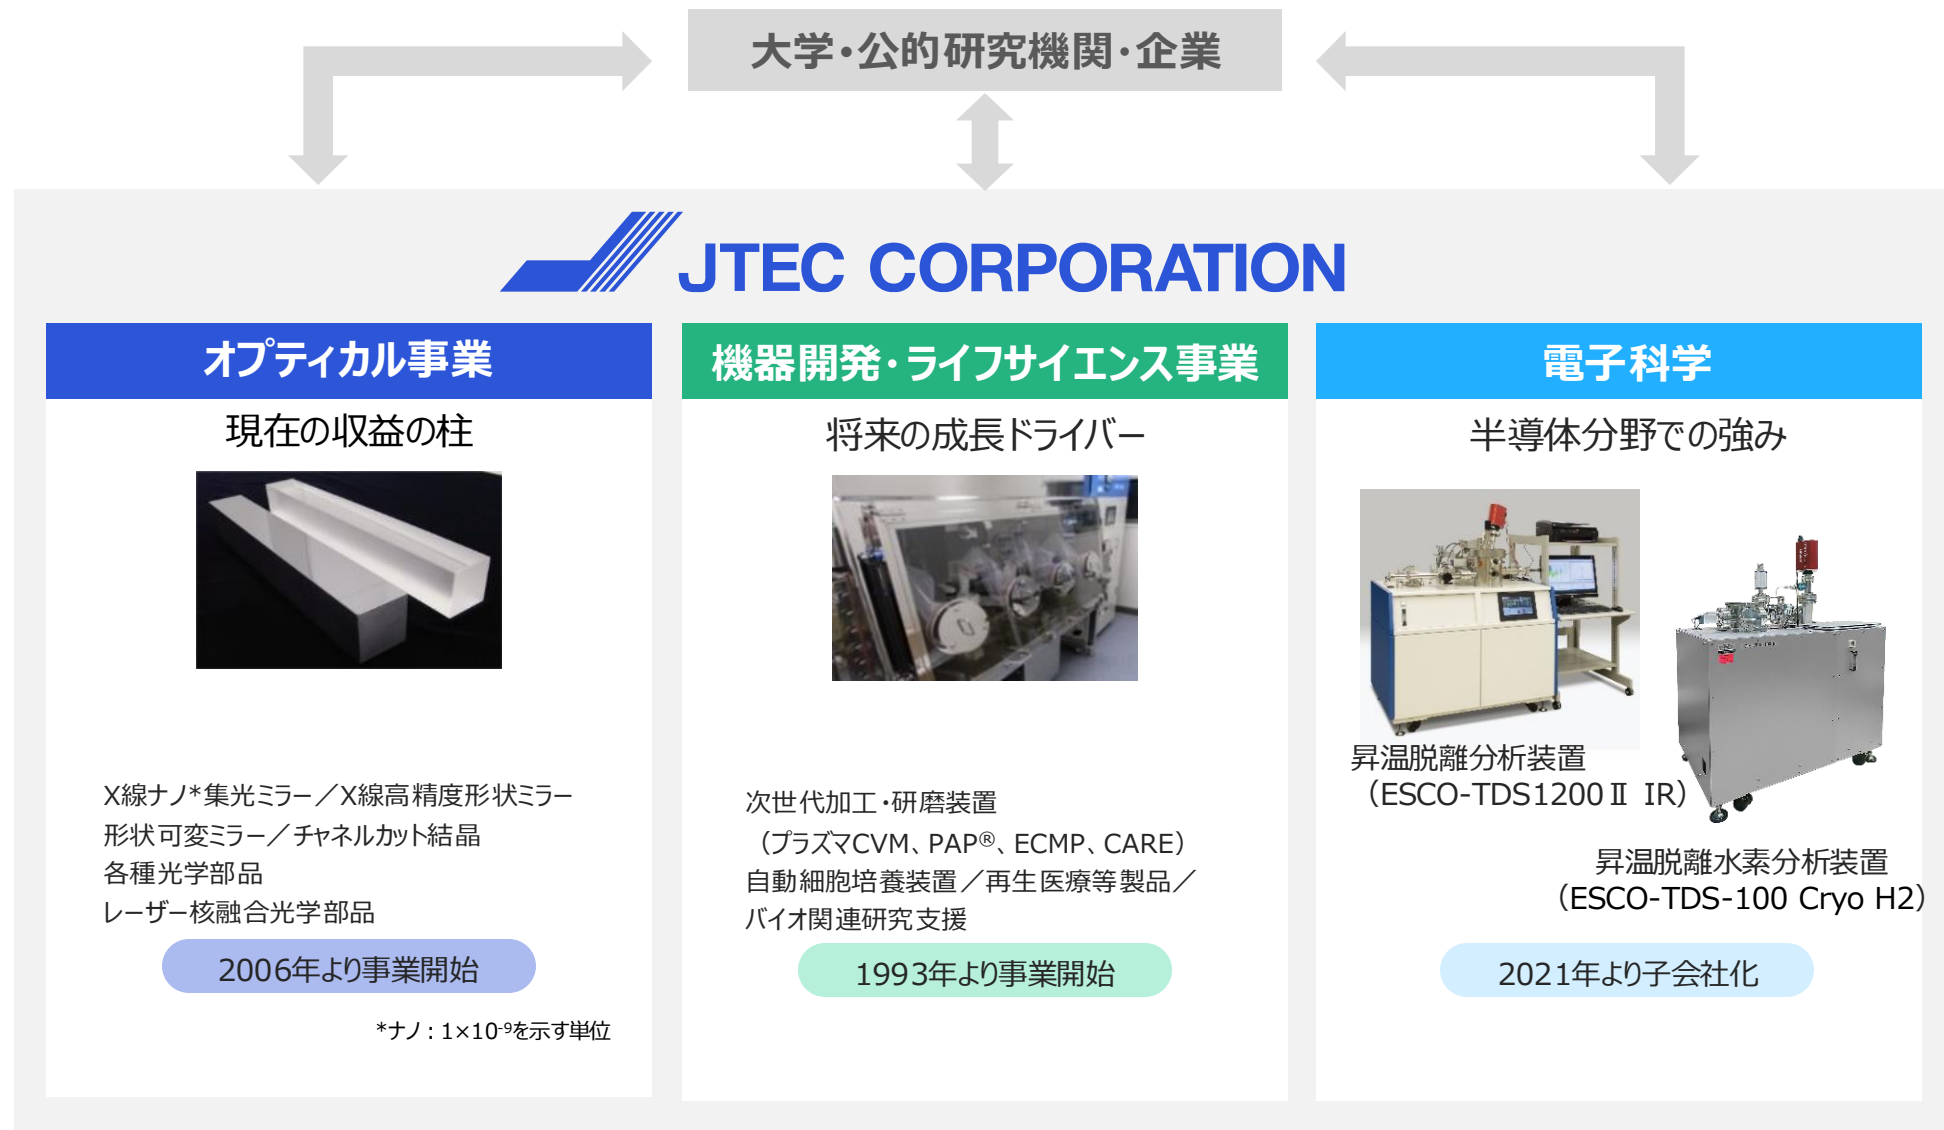 大学・公的研究機関・企業
JTEC CORPORATION
オプティカル事業
現在の収益の柱
X線ナノ*集光ミラー／X線高精度形状ミラー
形状可変ミラー／チャネルカット結晶
各種光学部品
レーザー核融合光学部品
2006年より事業開始
*ナノ：1×10⁻⁹を示す単位
機器開発・ライフサイエンス事業
将来の成長ドライバー
次世代加工・研磨装置
（プラズマCVM、PAP®、ECMP、CARE）
自動細胞培養装置／再生医療等製品／
バイオ関連研究支援
1993年より事業開始
電子科学
半導体分野での強み
昇温脱離分析装置
（ESCO-TDS1200Ⅱ IR）
昇温脱離水素分析装置
（ESCO-TDS-100 Cryo H2）
2021年より子会社化